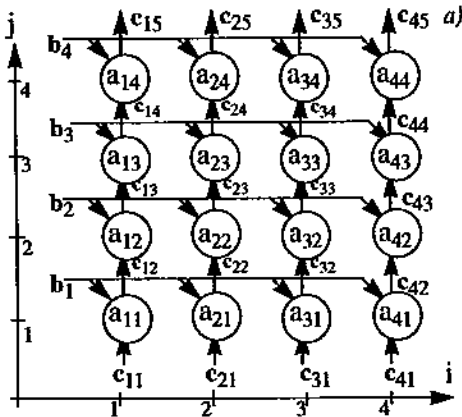 j c15 c25 c35 c45 a)
b4
4 a14 a24 a34 a44
c14 c24 c34 c44
b3
3 a13 a23 a33 a43
c13 c23 c33 c43
b2
2 a12 a22 a32 a42
c12 c22 c32 c42
b1
1 a11 a21 a31 a41
c11 c21 c31 c41 i
1 2 3 4